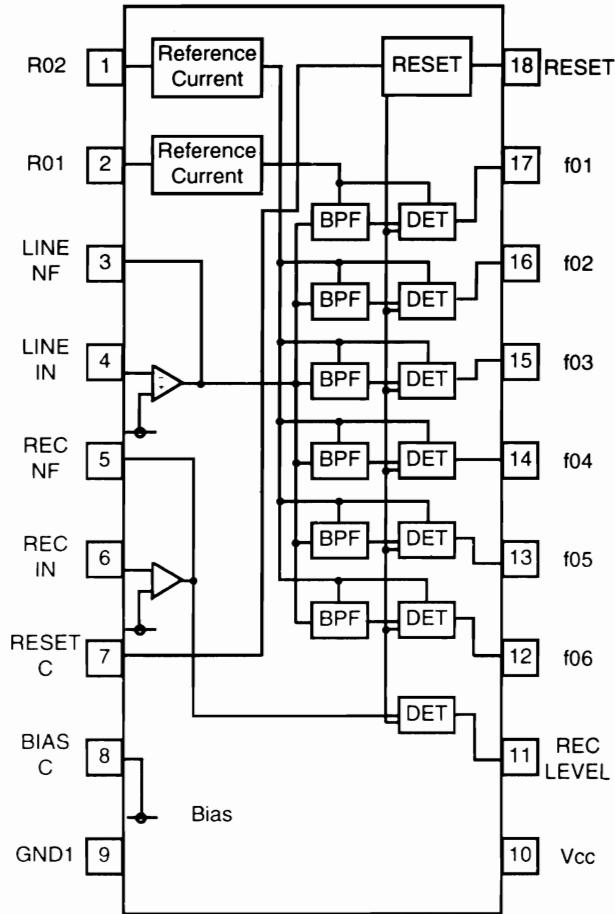 R02
1
Reference
Current
RESET
18
RESET
R01
2
Reference
Current
17
f01
BPF
DET
LINE
NF
3
16
f02
BPF
DET
LINE
IN
4
15
f03
BPF
DET
REC
NF
5
14
f04
BPF
DET
REC
IN
6
13
f05
BPF
DET
RESET
C
7
12
f06
BPF
DET
BIAS
C
8
DET
11
REC
LEVEL
Bias
GND1
9
10
Vcc